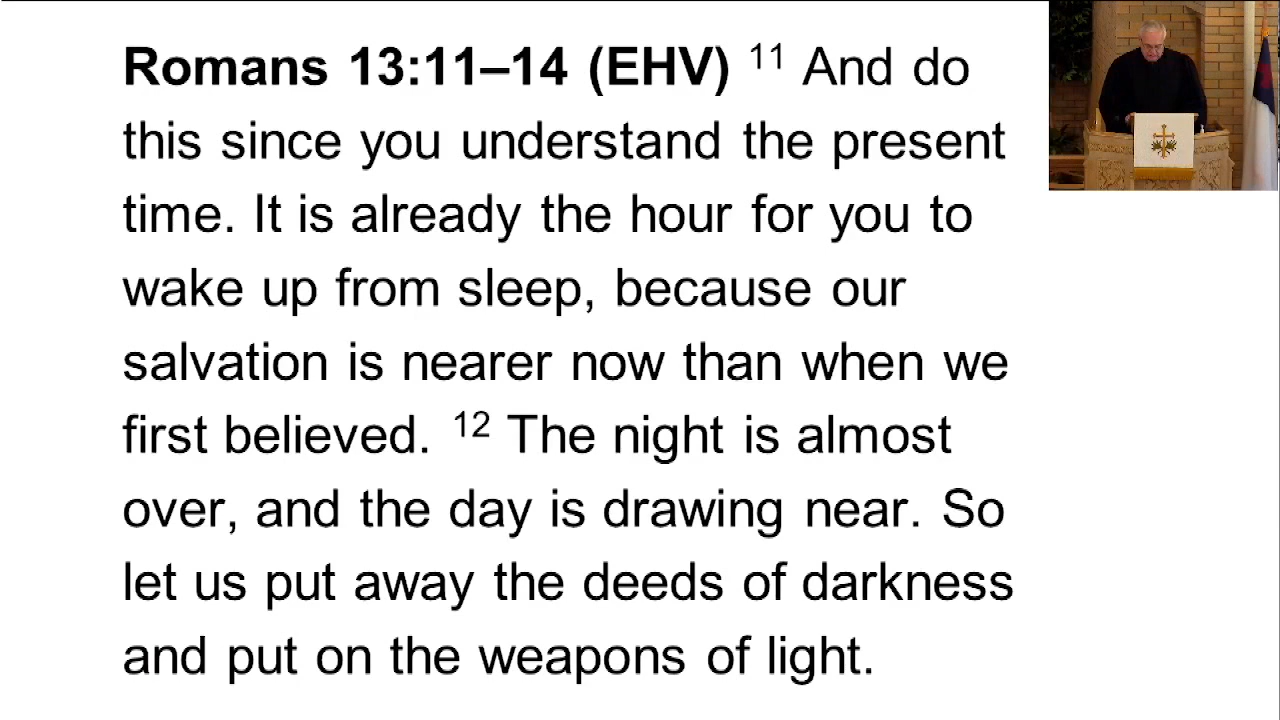 Romans 13:11–14 (EHV) ¹¹ And do
this since you understand the present
time. It is already the hour for you to
wake up from sleep, because our
salvation is nearer now than when we
first believed. ¹² The night is almost
over, and the day is drawing near. So
let us put away the deeds of darkness
and put on the weapons of light.